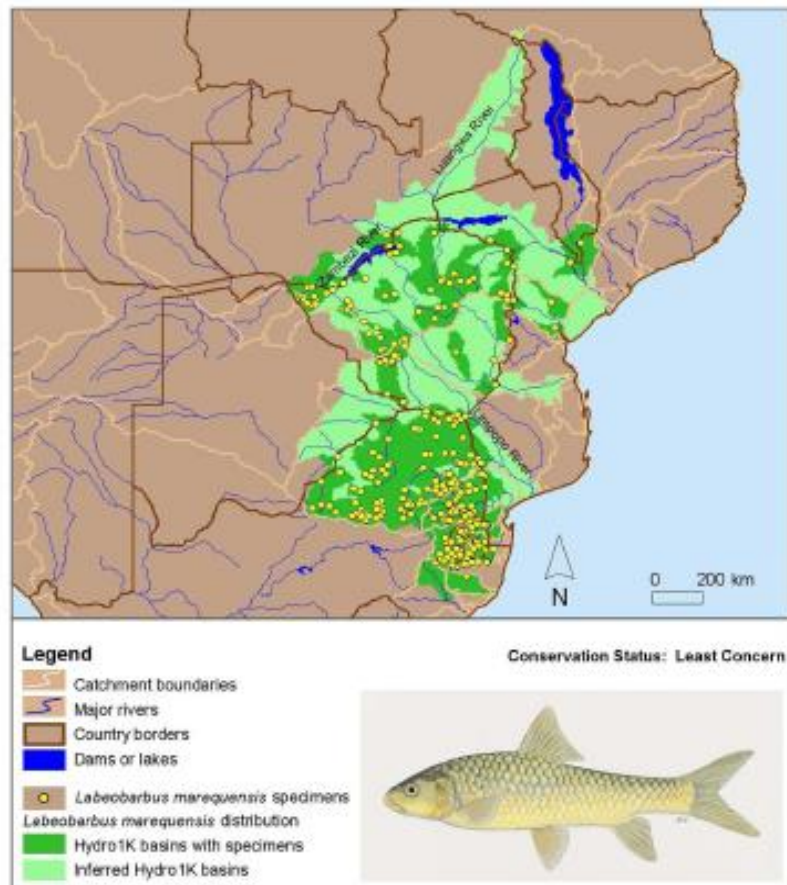 Luangwa River
Zambezi River
Limpopo River
0 200 km
N
Legend
Conservation Status: Least Concern
Catchment boundaries
Major rivers
Country borders
Dams or lakes
Labeobarbus marequensis specimens
Labeobarbus marequensis distribution
Hydro1K basins with specimens
Inferred Hydro1K basins